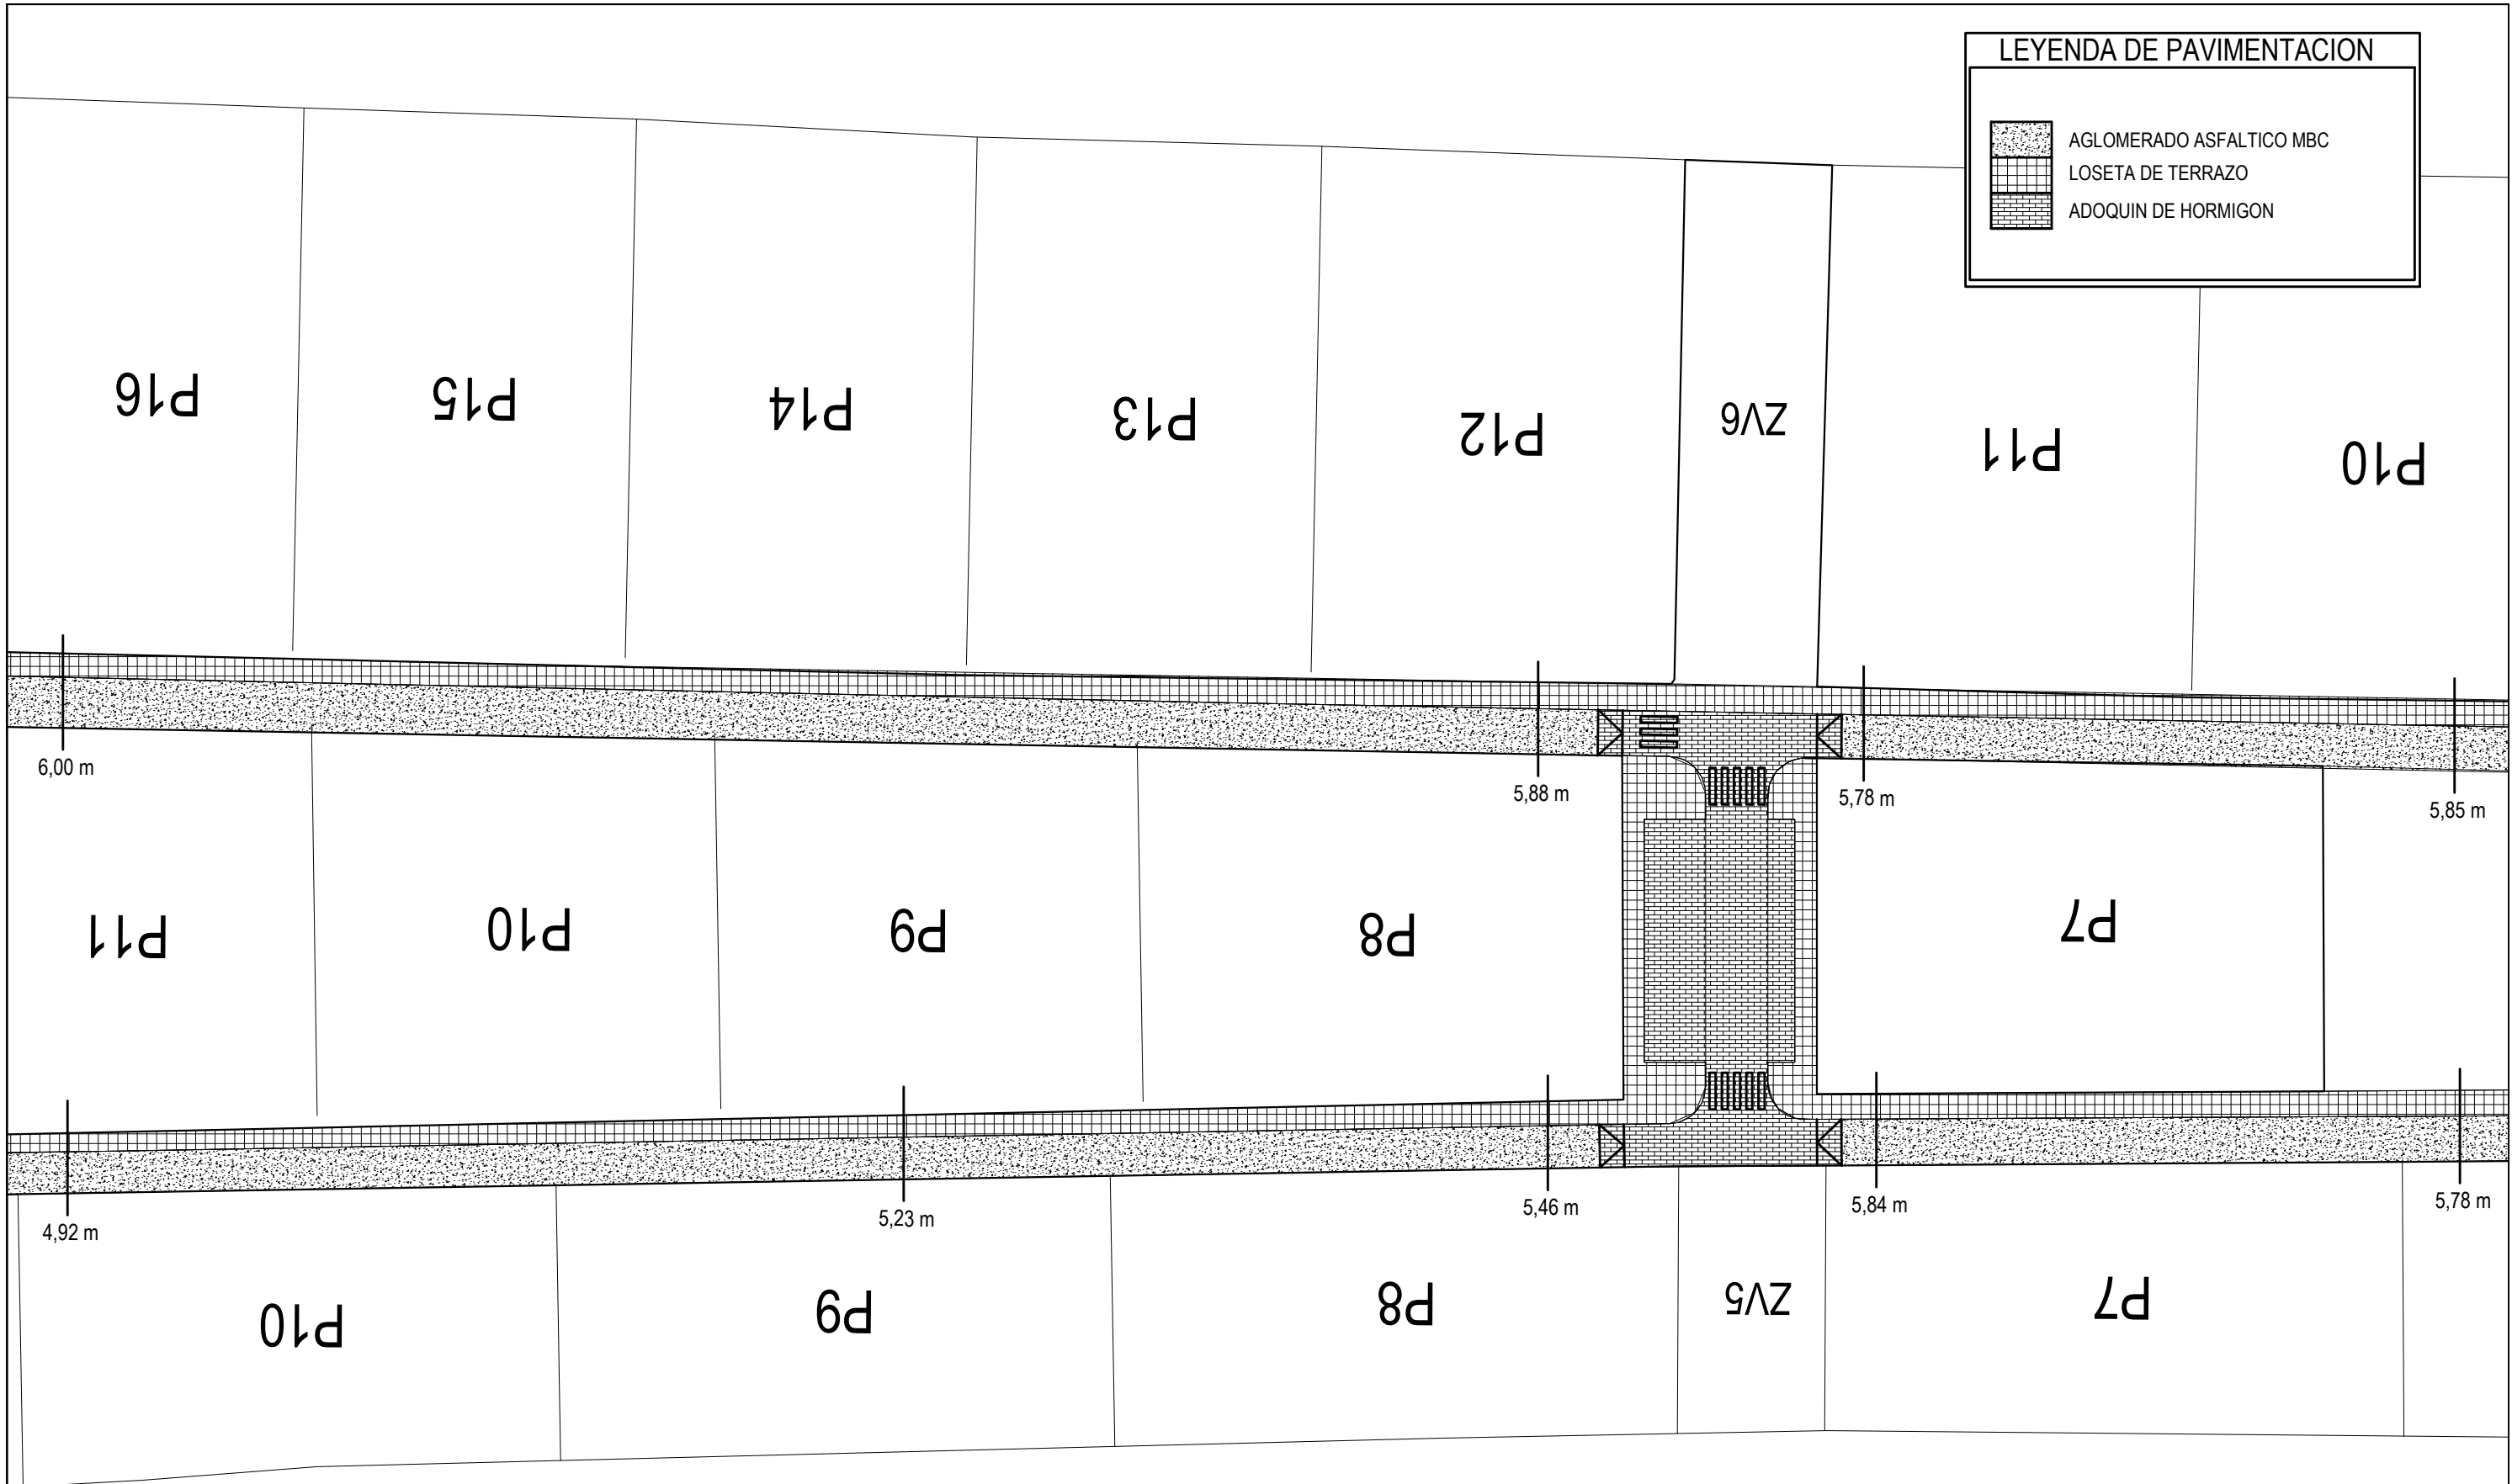 LEYENDA DE PAVIMENTACION
AGLOMERADO ASFALTICO MBC
LOSETA DE TERRAZO
ADOQUIN DE HORMIGON
P16
P15
P14
P13
P12
ZV6
P11
P10
6,00 m
5,88 m
5,78 m
5,85 m
P11
P10
P9
P8
P7
4,92 m
5,23 m
5,46 m
5,84 m
5,78 m
P10
P9
P8
ZV5
P7